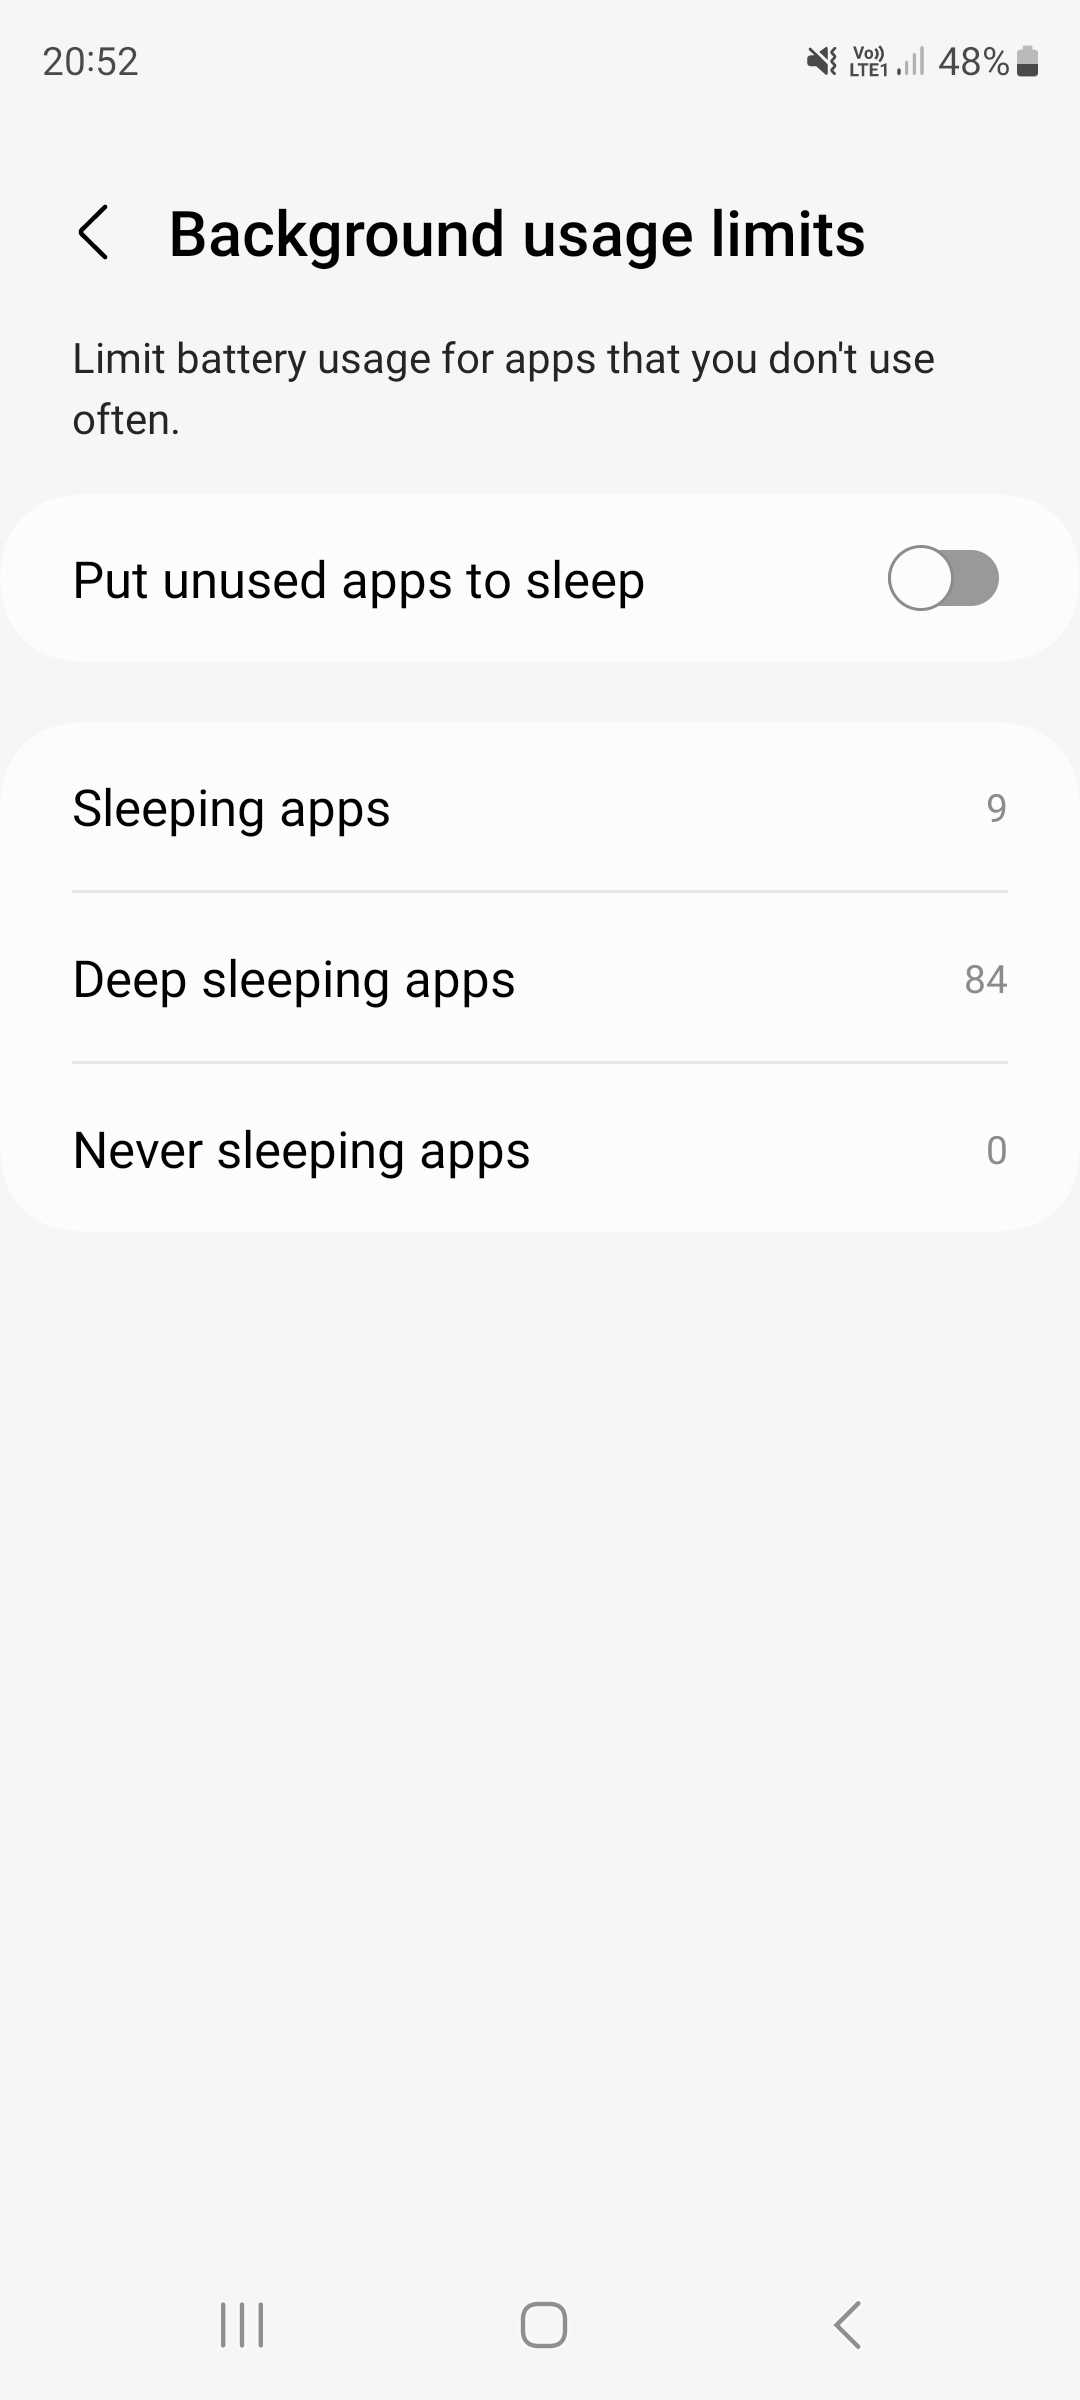 20:52
Vo)) LTE1 48%
Background usage limits
Limit battery usage for apps that you don't use
often.
Put unused apps to sleep
Sleeping apps 9
Deep sleeping apps 84
Never sleeping apps 0